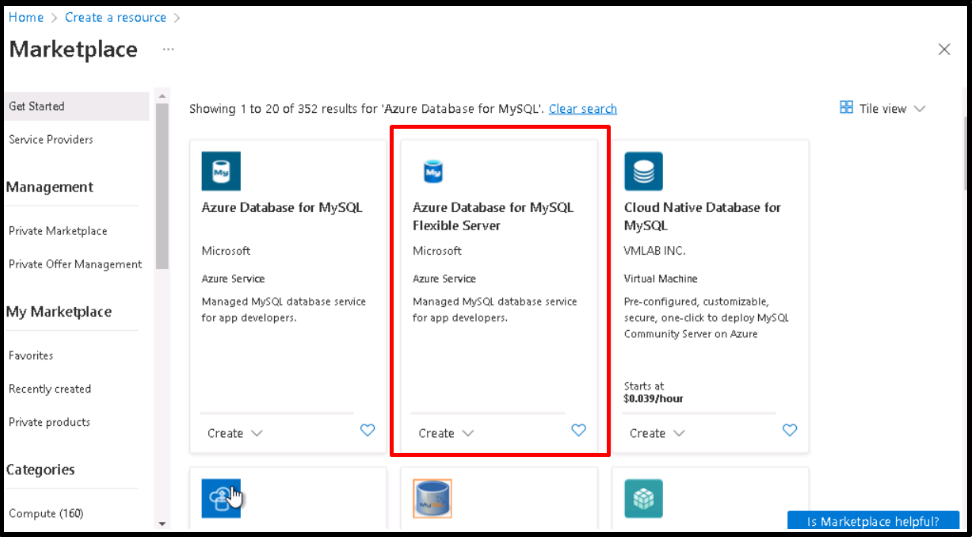 Home > Create a resource >
Marketplace ...
Get Started
Service Providers
Management
Private Marketplace
Private Offer Management
My Marketplace
Favorites
Recently created
Private products
Categories
Compute (160)
Showing 1 to 20 of 352 results for 'Azure Database for MySQL'. Clear search
Tile view
My
Azure Database for MySQL
Microsoft
Azure Service
Managed MySQL database service
for app developers.
Create
My
Azure Database for MySQL
Flexible Server
Microsoft
Azure Service
Managed MySQL database service
for app developers.
Create
Cloud Native Database for
MySQL
VMLAB INC.
Virtual Machine
Pre-configured, customizable,
secure, one-click to deploy MySQL
Community Server on Azure
Starts at
$0.039/hour
Create
MySQL
Is Marketplace helpful?